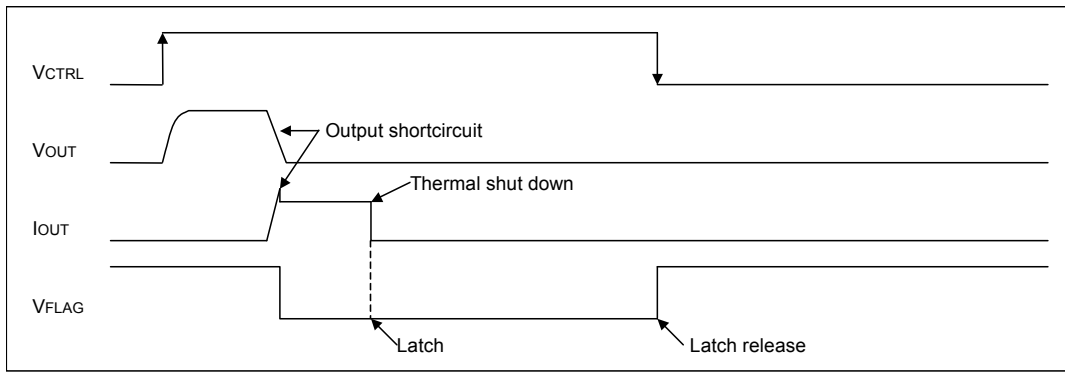 VCTRL
VOUT
Output shortcircuit
Thermal shut down
IOUT
VFLAG
Latch
Latch release